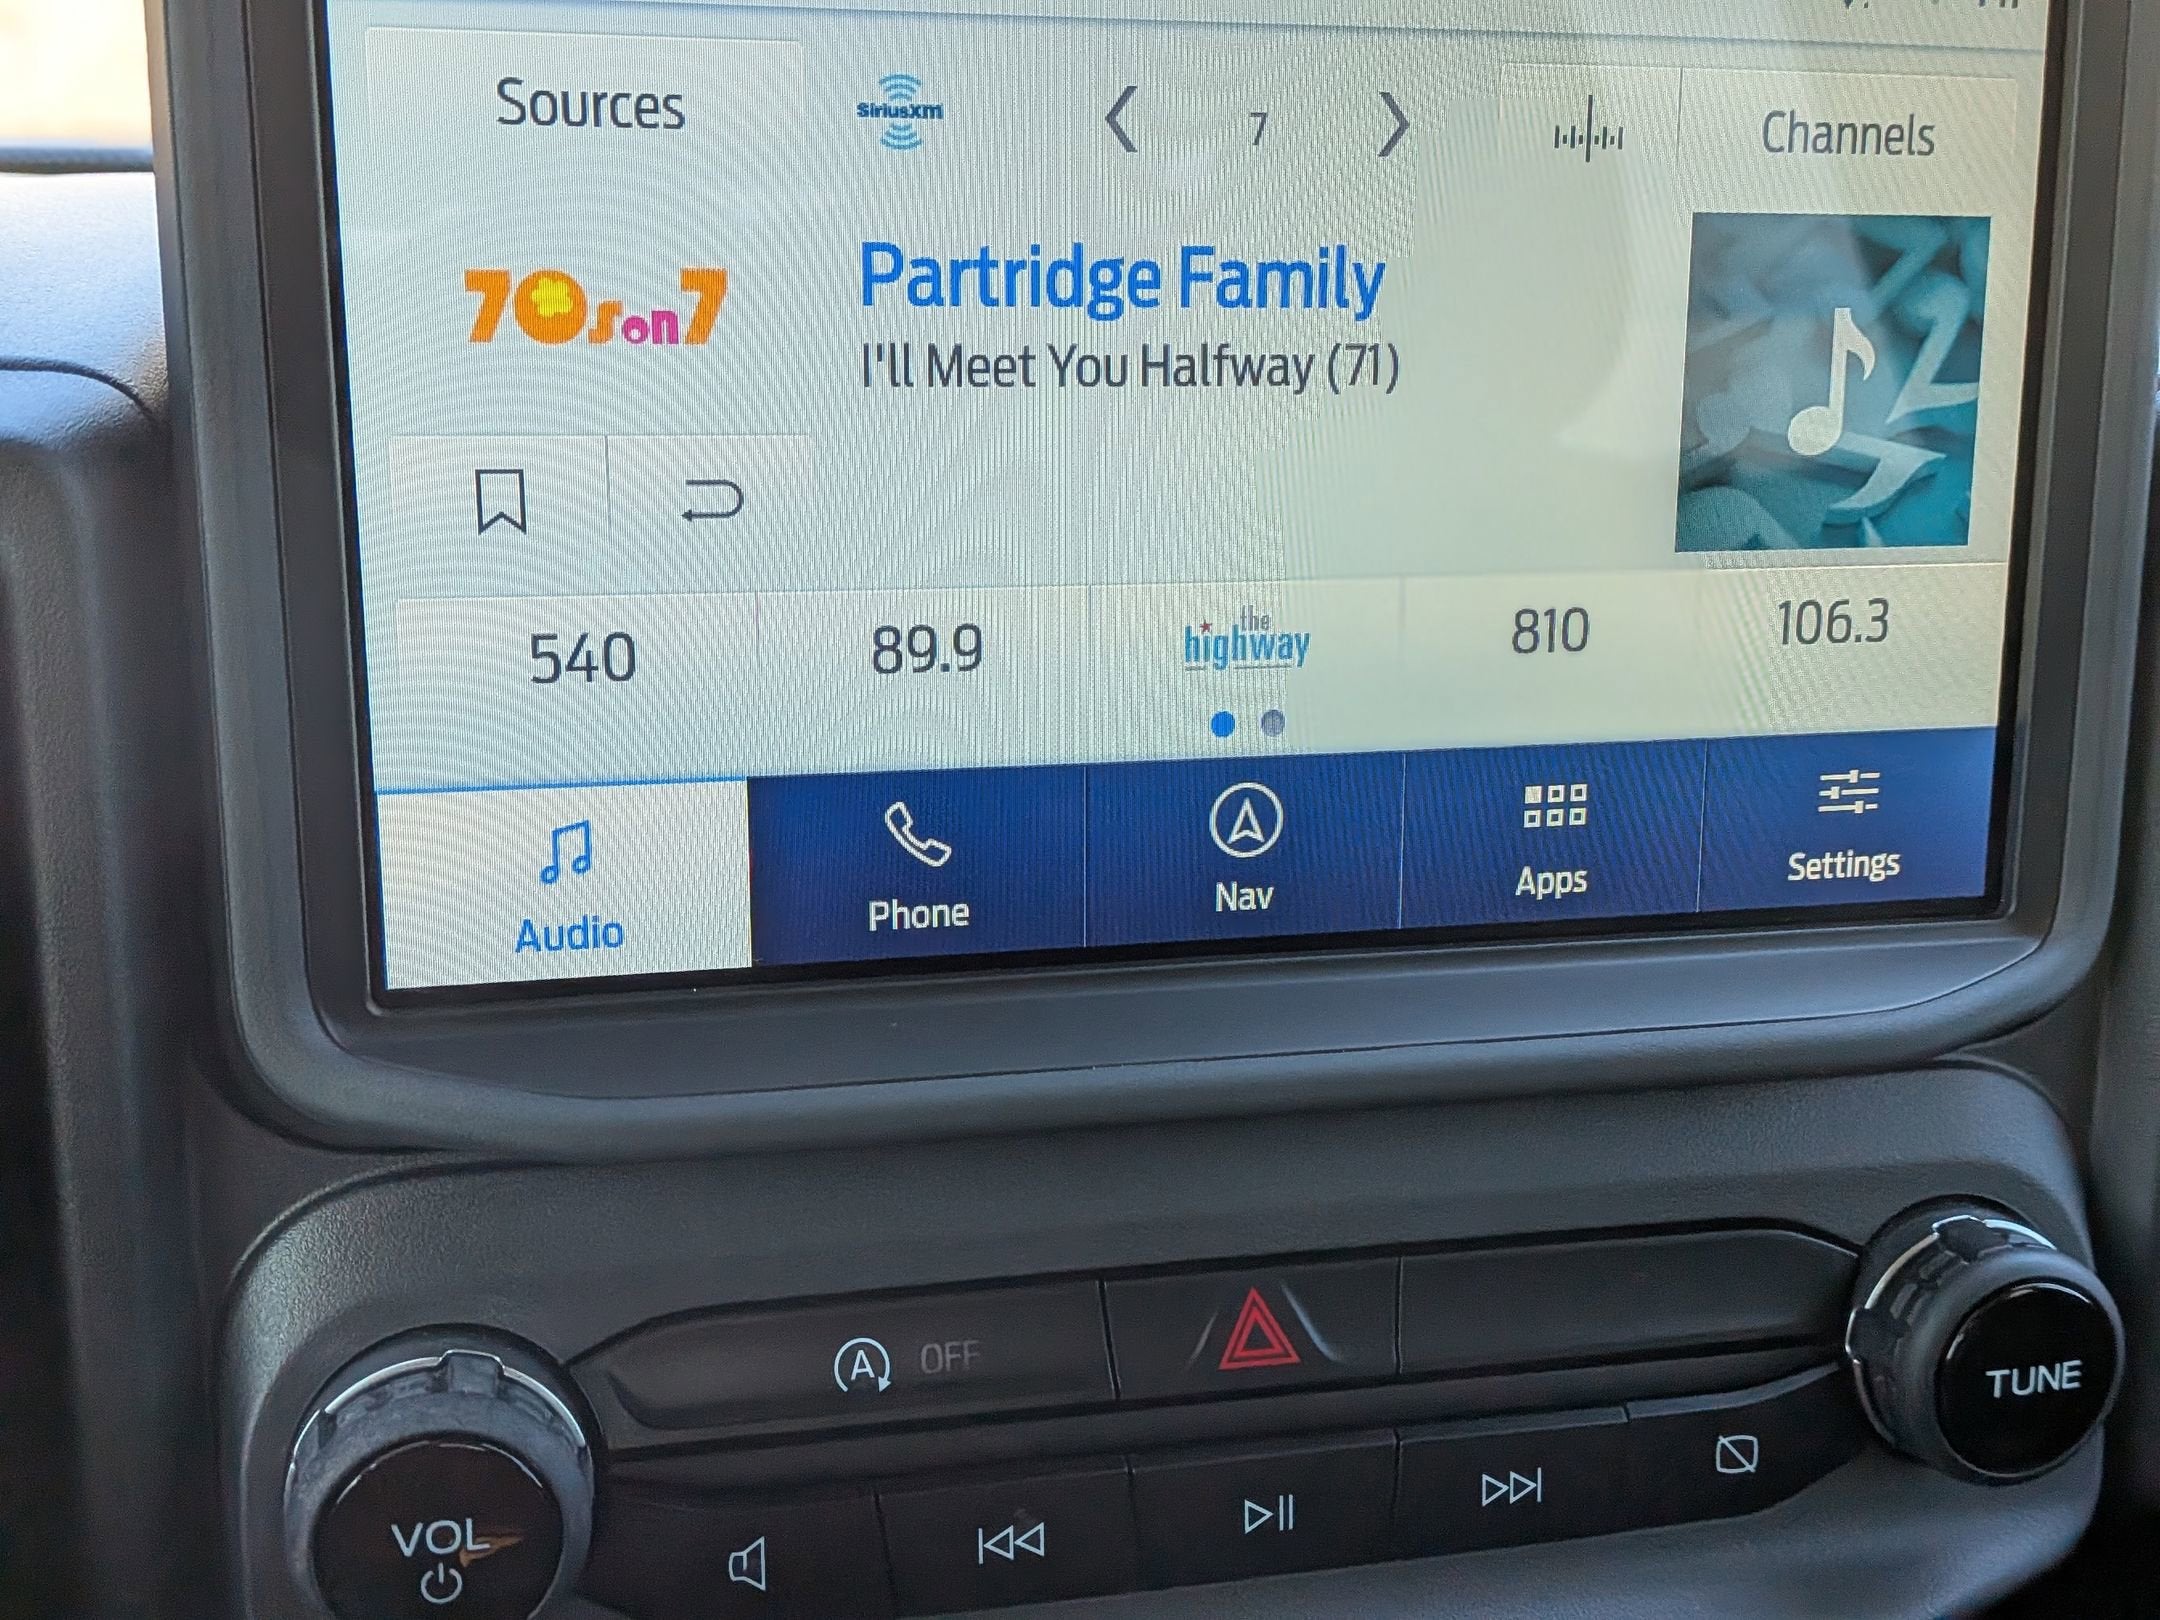 Sources
SiriusXM
7
Channels
70s on 7
Partridge Family
I'll Meet You Halfway (71)
540
89.9
the
highway
810
106.3
Audio
Phone
Nav
Apps
Settings
A OFF
TUNE
VOL